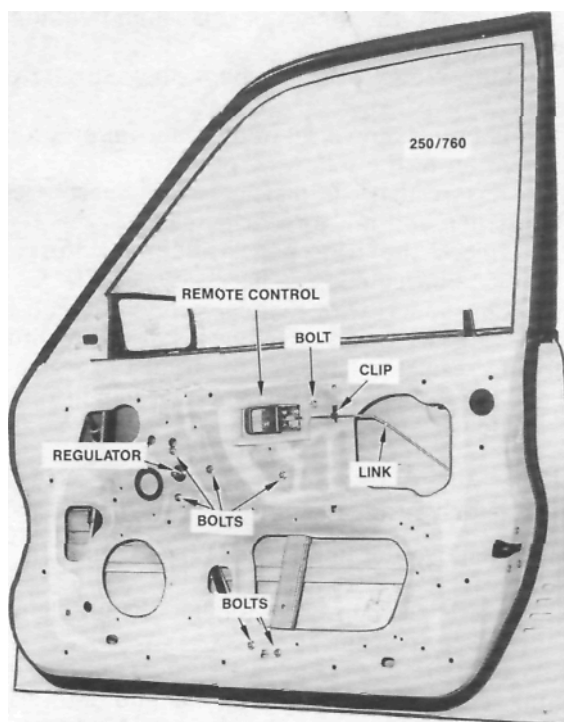 250/760
REMOTE CONTROL
BOLT
CLIP
REGULATOR
LINK
BOLTS
BOLTS